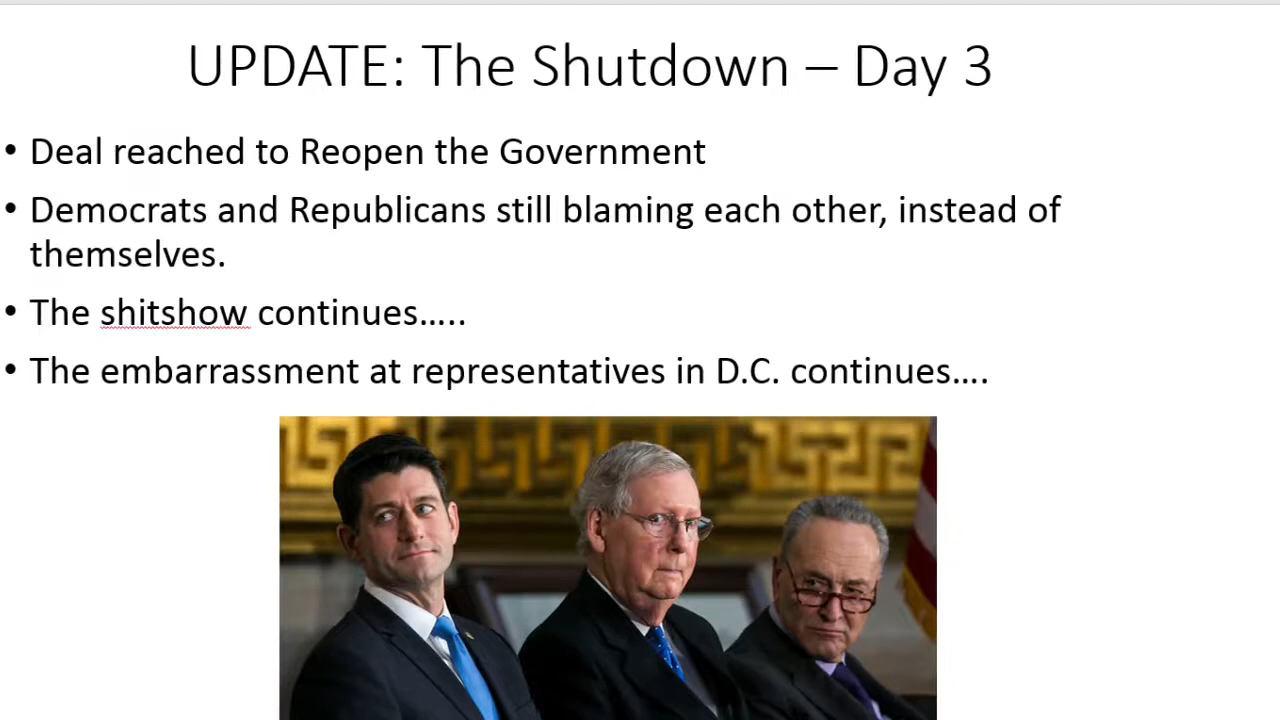 UPDATE: The Shutdown – Day 3
• Deal reached to Reopen the Government
• Democrats and Republicans still blaming each other, instead of
themselves.
• The shitshow continues…..
• The embarrassment at representatives in D.C. continues….